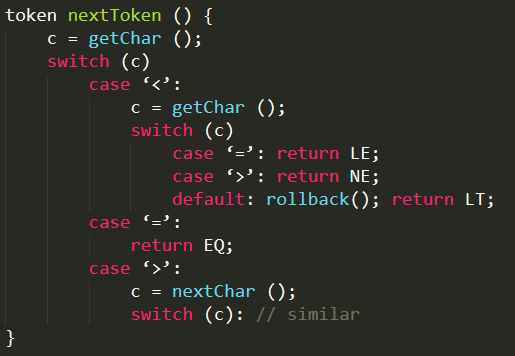 token nextToken () {
c = getChar ();
switch (c)
case ‘<’:
c = getChar ();
switch (c)
case ‘=’: return LE;
case ‘>’: return NE;
default: rollback(); return LT;
case ‘=’:
return EQ;
case ‘>’:
c = nextChar ();
switch (c): // similar
}